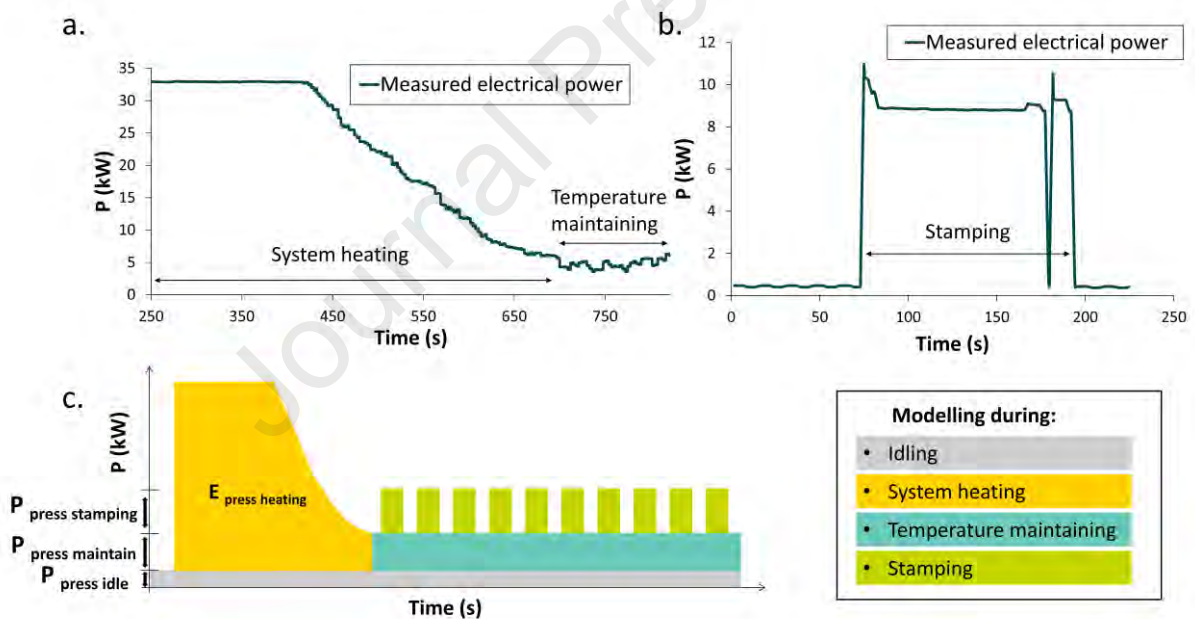 a.
Measured electrical power
35
30
25
20
15
10
5
0
P (kW)
250
350
450
550
650
750
Time (s)
System heating
Temperature
maintaining
b.
Measured electrical power
12
10
8
6
4
2
0
P (kW)
0
50
100
150
200
250
Time (s)
Stamping
Journal Pre
c.
P (kW)
E press heating
P press stamping
P press maintain
P press idle
Time (s)
Modelling during:
• Idling
• System heating
• Temperature maintaining
• Stamping